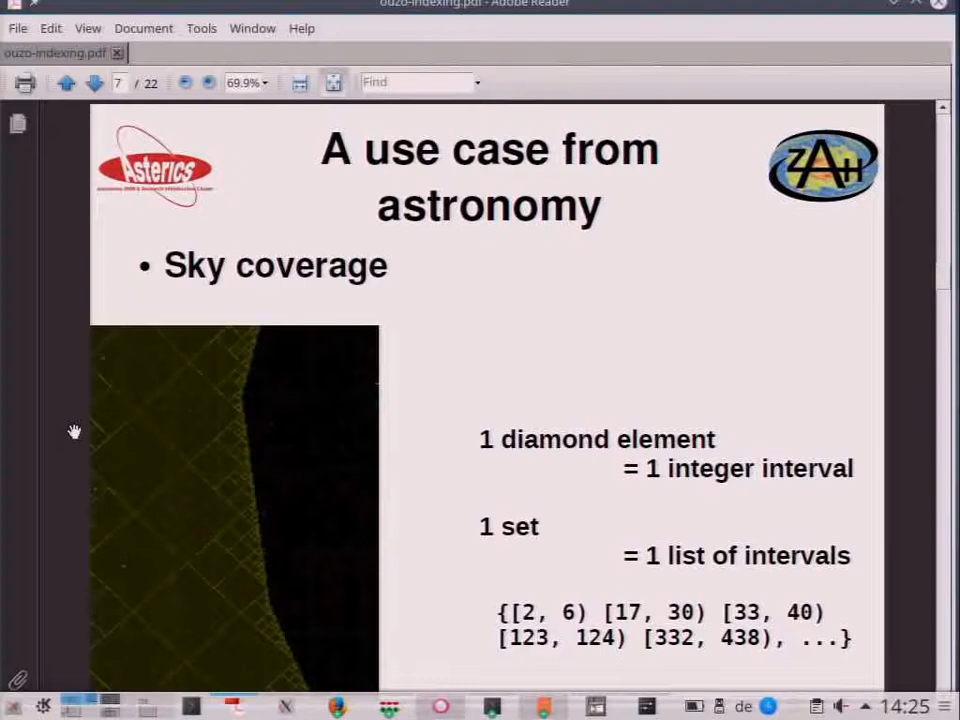 ouzo-indexing.pdf - Adobe Reader
File Edit View Document Tools Window Help
ouzo-indexing.pdf
7 / 22 69.9% Find
Asterics
ZAH
A use case from
astronomy
• Sky coverage
1 diamond element
= 1 integer interval
1 set
= 1 list of intervals
{[2, 6) [17, 30) [33, 40)
[123, 124) [332, 438), ...}
de 14:25